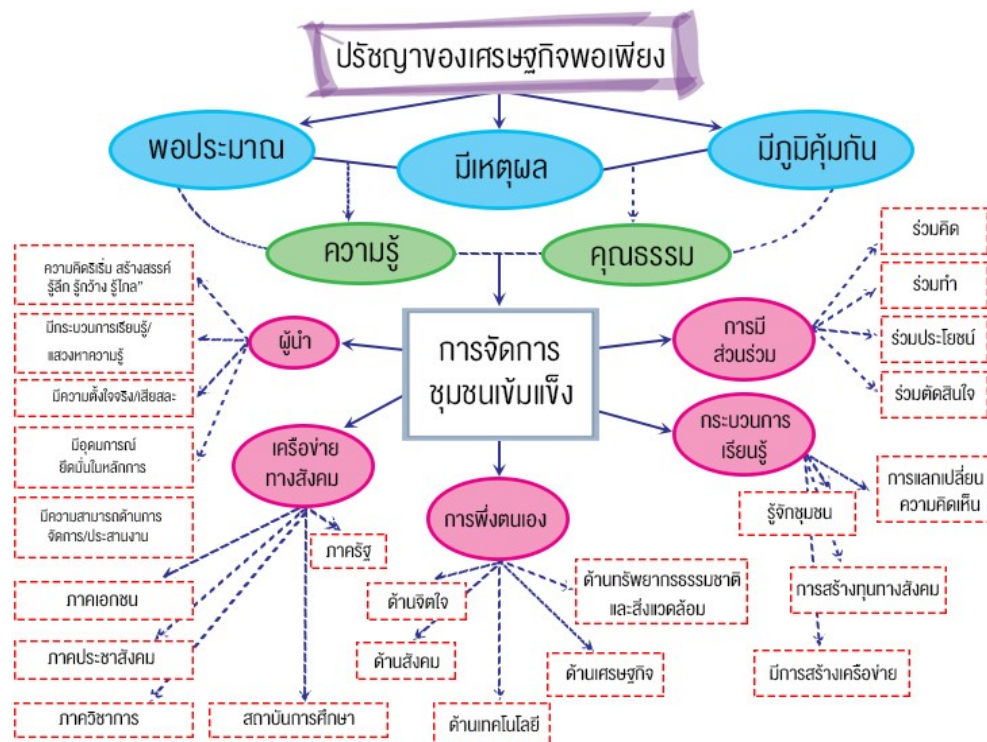 ปรัชญาของเศรษฐกิจพอเพียง
พอประมาณ
มีเหตุผล
มีภูมิคุ้มกัน
ความรู้
คุณธรรม
การจัดการ
ชุมชนเข้มแข็ง
ผู้นำ
ความคิดริเริ่ม สร้างสรรค์
รู้ลึก รู้กว้าง รู้ไกล”
มีกระบวนการเรียนรู้/
แสวงหาความรู้
มีความตั้งใจจริง/เสียสละ
มีอุดมการณ์
ยึดมั่นในหลักการ
มีความสามารถด้านการ
จัดการ/ประสานงาน
เครือข่าย
ทางสังคม
ภาครัฐ
ภาคเอกชน
ภาคประชาสังคม
ภาควิชาการ
สถาบันการศึกษา
การพึ่งตนเอง
ด้านจิตใจ
ด้านสังคม
ด้านเทคโนโลยี
ด้านเศรษฐกิจ
ด้านทรัพยากรธรรมชาติ
และสิ่งแวดล้อม
การมี
ส่วนร่วม
ร่วมคิด
ร่วมทำ
ร่วมประโยชน์
ร่วมตัดสินใจ
กระบวนการ
เรียนรู้
การแลกเปลี่ยน
ความคิดเห็น
รู้จักชุมชน
การสร้างทุนทางสังคม
มีการสร้างเครือข่าย